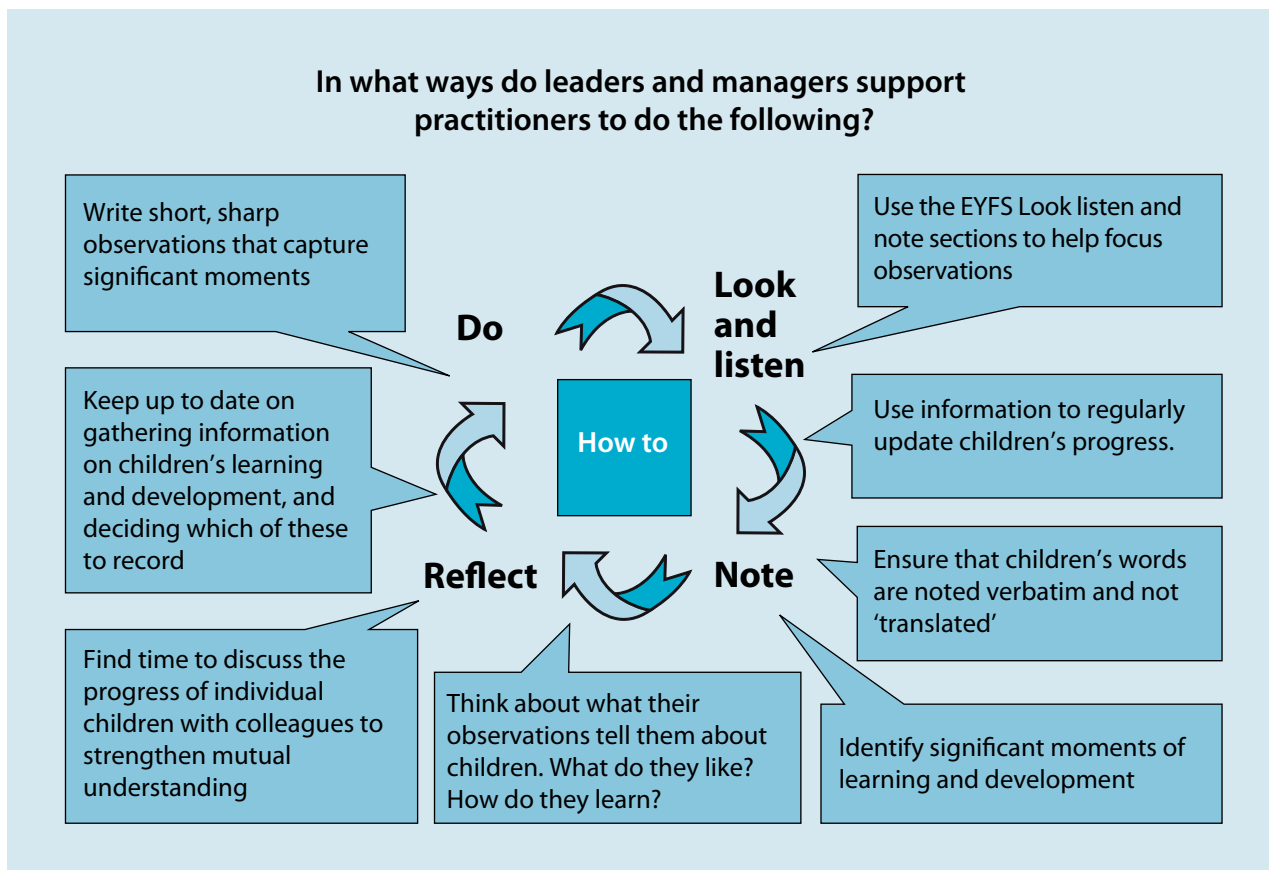 In what ways do leaders and managers support
practitioners to do the following?
Write short, sharp
observations that capture
significant moments
Use the EYFS Look listen and
note sections to help focus
observations
Do
Look
and
listen
Keep up to date on
gathering information
on children’s learning
and development, and
deciding which of these
to record
How to
Use information to regularly
update children’s progress.
Reflect
Note
Ensure that children’s words
are noted verbatim and not
‘translated’
Find time to discuss the
progress of individual
children with colleagues to
strengthen mutual
understanding
Think about what their
observations tell them about
children. What do they like?
How do they learn?
Identify significant moments of
learning and development